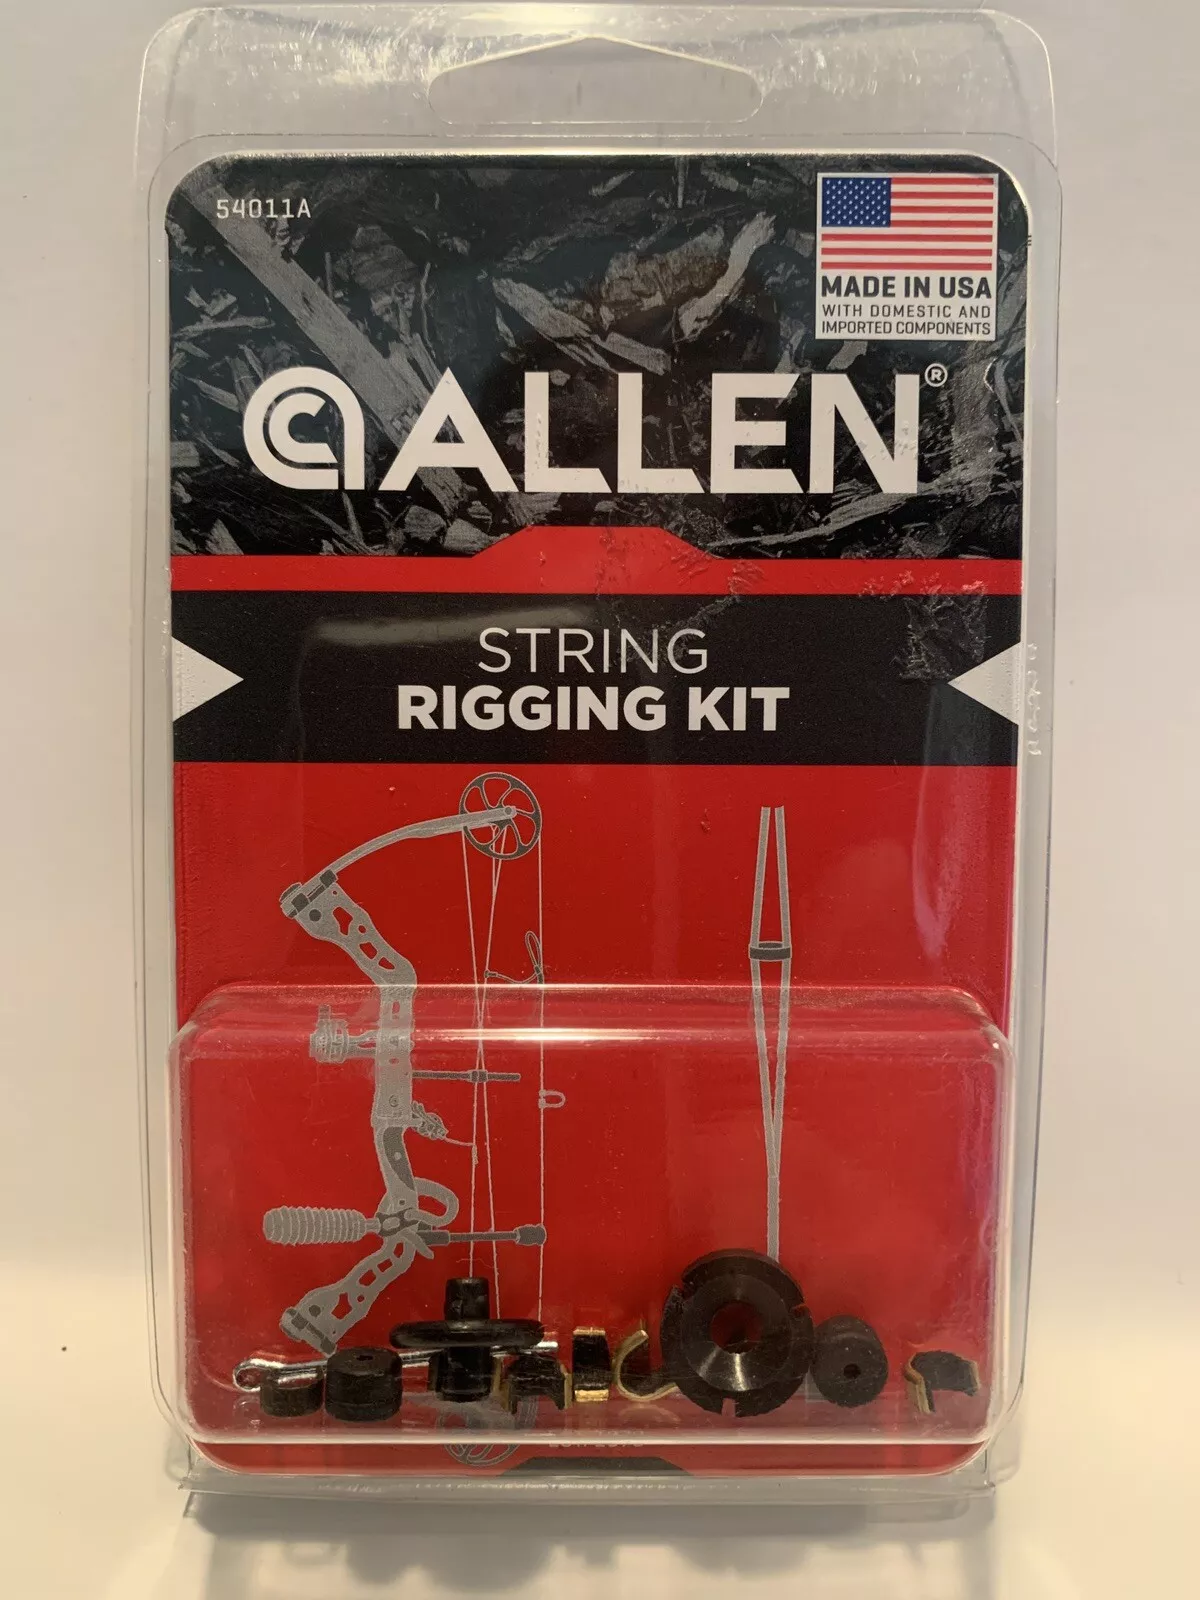 54011A
MADE IN USA
WITH DOMESTIC AND
IMPORTED COMPONENTS
ALLEN®
STRING
RIGGING KIT